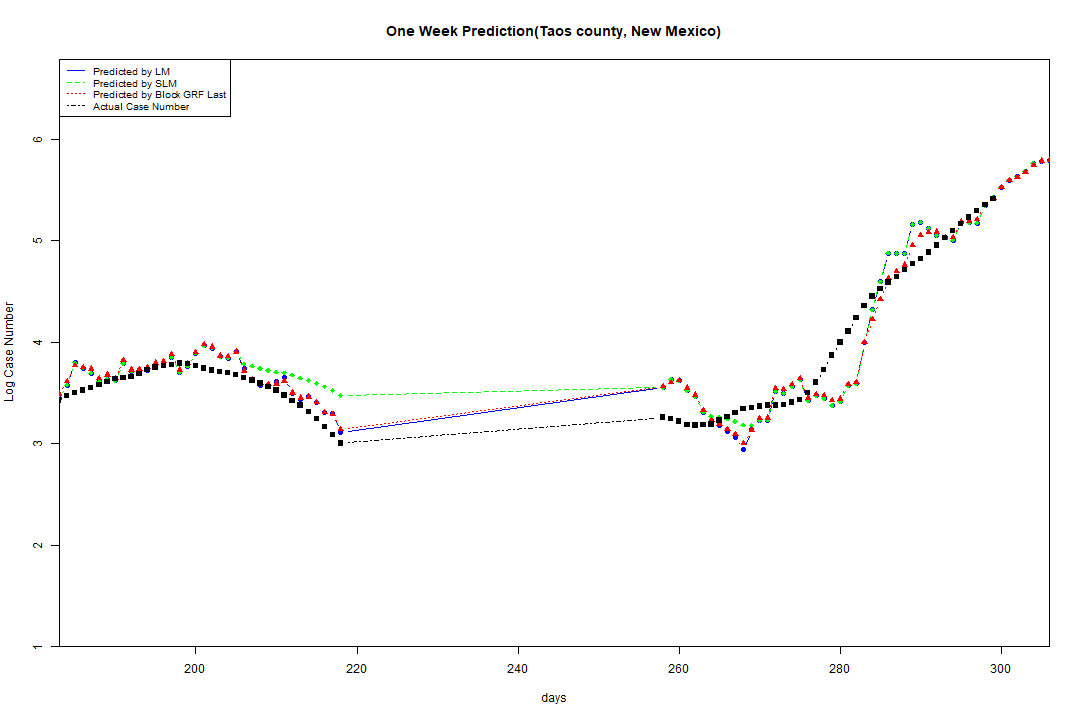 One Week Prediction(Taos county, New Mexico)
Predicted by LM
Predicted by SLM
Predicted by Block GRF Last
Actual Case Number
Log Case Number
6
5
4
3
2
1
200 220 240 260 280 300
days